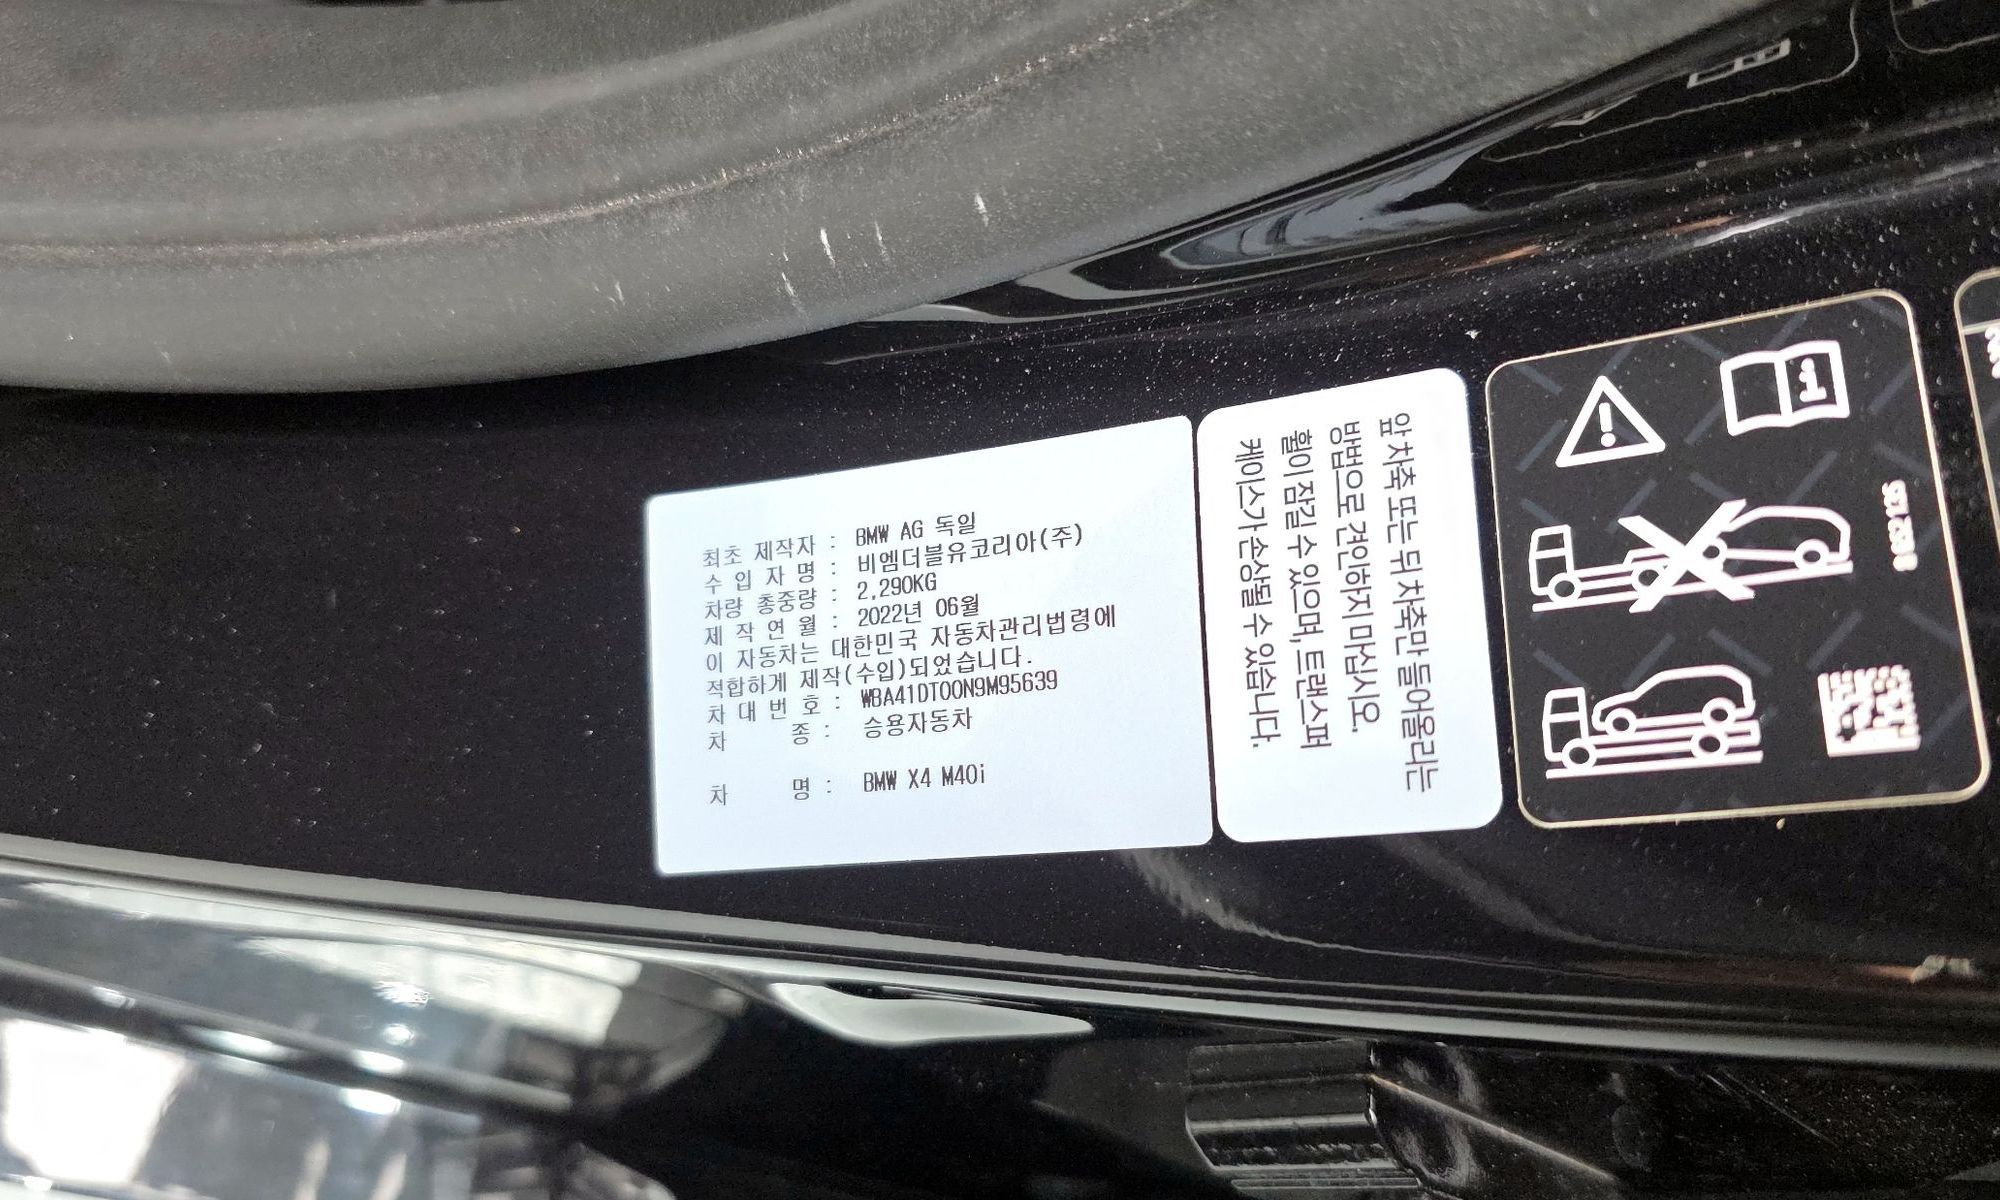 최초 제작자 : BMW AG 독일
수 입 자 명 : 비엠더블유코리아(주)
차량 총중량 : 2,290KG
제 작 연 월 : 2022년 06월
이 자동차는 대한민국 자동차관리법령에
적합하게 제작(수입)되었습니다.
차 대 번 호 : WBA41DT00N9M95639
차 종 : 승용자동차
차 명 : BMW X4 M40i
앞 차축 또는 뒤 차축만 들어올리는
방법으로 견인하지 마십시오.
휠이 잠길 수 있으며, 트랜스퍼
케이스가 손상될 수 있습니다.